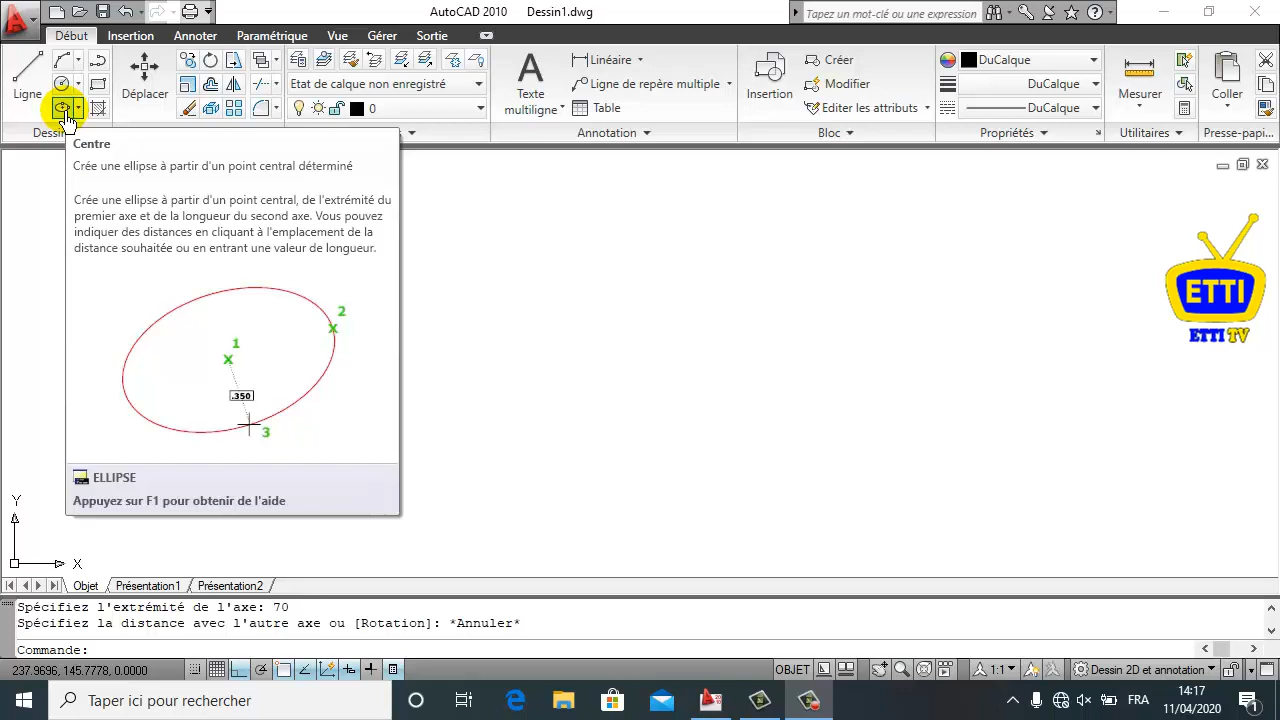 AutoCAD 2010 Dessin1.dwg
Tapez un mot-clé ou une expression
Début Insertion Annoter Paramétrique Vue Gérer Sortie
Ligne
Déplacer
Etat de calque non enregistré
0
Texte
multiligne
Linéaire
Ligne de repère multiple
Table
Insertion
Créer
Modifier
Editer les attributs
DuCalque
DuCalque
DuCalque
Mesurer
Coller
Dessin
Annotation
Bloc
Propriétés
Utilitaires
Presse-papi...
Centre
Crée une ellipse à partir d'un point central déterminé
Crée une ellipse à partir d'un point central, de l'extrémité du
premier axe et de la longueur du second axe. Vous pouvez
indiquer des distances en cliquant à l'emplacement de la
distance souhaitée ou en entrant une valeur de longueur.
2
1
.350
3
ELLIPSE
Appuyez sur F1 pour obtenir de l'aide
ETTI
ETTI TV
Y
X
Objet Présentation1 Présentation2
Spécifiez l'extrémité de l'axe: 70
Spécifiez la distance avec l'autre axe ou [Rotation]: *Annuler*
Commande:
237.9696, 145.7778, 0.0000
OBJET
1:1
Dessin 2D et annotation
Taper ici pour rechercher
FRA
14:17
11/04/2020
1